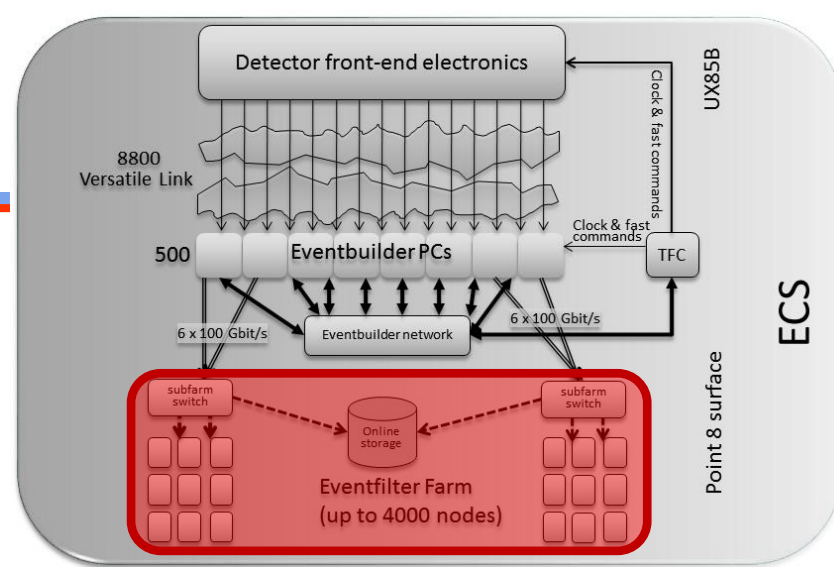 Detector front-end electronics
UX85B
Clock & fast commands
8800
Versatile Link
Clock & fast
commands
500
Eventbuilder PCs
TFC
6 x 100 Gbit/s
Eventbuilder network
6 x 100 Gbit/s
ECS
subfarm
switch
subfarm
switch
Online
storage
Point 8 surface
Eventfilter Farm
(up to 4000 nodes)